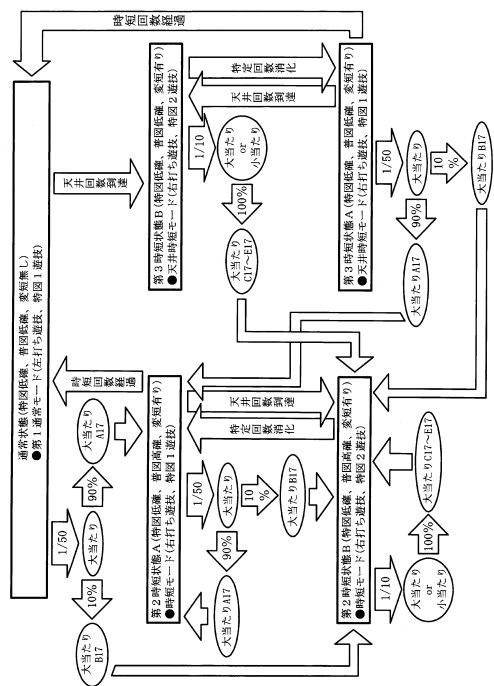 通常状態(特図低確、普図低確、変短無し)
●第1通常モード(左打ち遊技、特図1遊技)
時短回数経過
1/50
大当たり
10%
大当たり
B17
90%
大当たり
A17
時短回数経過
天井回数到達
第2時短状態A(特図低確、普図高確、変短有り)
●時短モード(右打ち遊技、特図1遊技)
1/50
大当たり
90%
大当たりA17
10
%
大当たりB17
特定回数消化
天井回数到達
第3時短状態B(特図低確、普図低確、変短有り)
●天井時短モード(右打ち遊技、特図2遊技)
1/10
大当たり
or
小当たり
100%
大当たり
C17~E17
天井回数到達
特定回数消化
第2時短状態B(特図低確、普図高確、変短有り)
●時短モード(右打ち遊技、特図2遊技)
1/10
大当たり
or
小当たり
100%
大当たりC17~E17
第3時短状態A(特図低確、普図低確、変短有り)
●天井時短モード(右打ち遊技、特図1遊技)
1/50
大当たり
90%
大当たりA17
10
%
大当たりB17